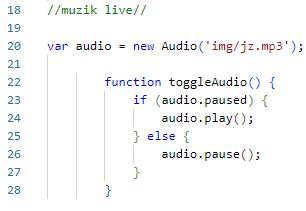 18 //muzik live//
19
20 var audio = new Audio('img/jz.mp3');
21
22 function toggleAudio() {
23 if (audio.paused) {
24 audio.play();
25 } else {
26 audio.pause();
27 }
28 }